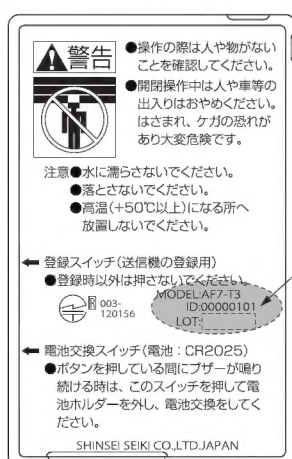 警告
●操作の際は人や物がない
ことを確認してください。
●開閉操作中は人や車等の
出入りはおやめください。
はさまれ、ケガの恐れが
あり大変危険です。
注意●水に濡らさないでください。
●落とさないでください。
●高温(+50℃以上)になる所へ
放置しないでください。
← 登録スイッチ(送信機の登録用)
●登録時以外は押さないでください。
R 003-
120156
MODEL:AF7-T3
ID:00000101
LOT:
← 電池交換スイッチ(電池：CR2025)
●ボタンを押している間にブザーが鳴り
続ける時は、このスイッチを押して電
池ホルダーを外し、電池交換をしてく
ださい。
SHINSEI SEIKI CO.,LTD.JAPAN